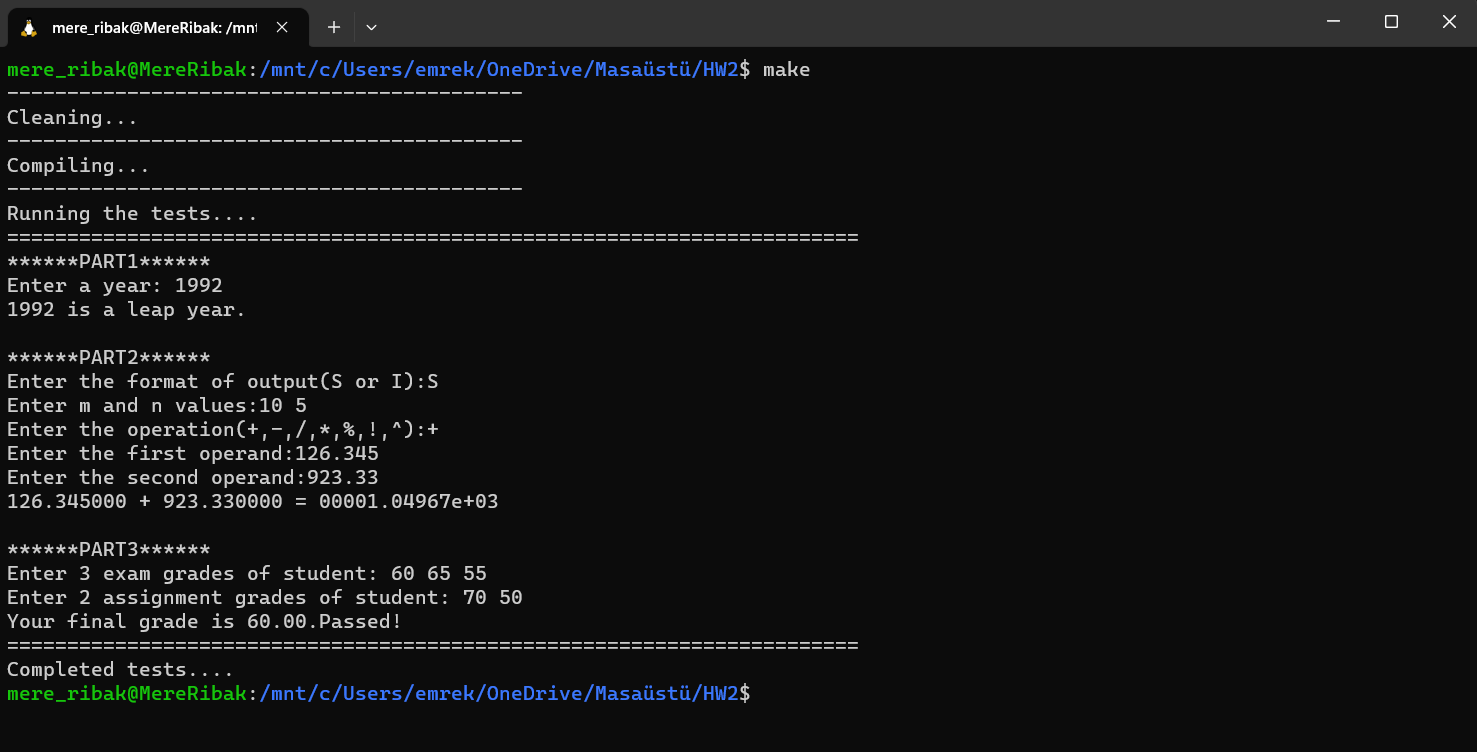 mere_ribak@MereRibak: /mnt
mere_ribak@MereRibak:/mnt/c/Users/emrek/OneDrive/Masaüstü/HW2$ make
-------------------------------------------
Cleaning...
-------------------------------------------
Compiling...
-------------------------------------------
Running the tests....
=======================================================================
******PART1******
Enter a year: 1992
1992 is a leap year.
******PART2******
Enter the format of output(S or I):S
Enter m and n values:10 5
Enter the operation(+,-,/,*,%,!,^):+
Enter the first operand:126.345
Enter the second operand:923.33
126.345000 + 923.330000 = 00001.04967e+03
******PART3******
Enter 3 exam grades of student: 60 65 55
Enter 2 assignment grades of student: 70 50
Your final grade is 60.00.Passed!
=======================================================================
Completed tests....
mere_ribak@MereRibak:/mnt/c/Users/emrek/OneDrive/Masaüstü/HW2$